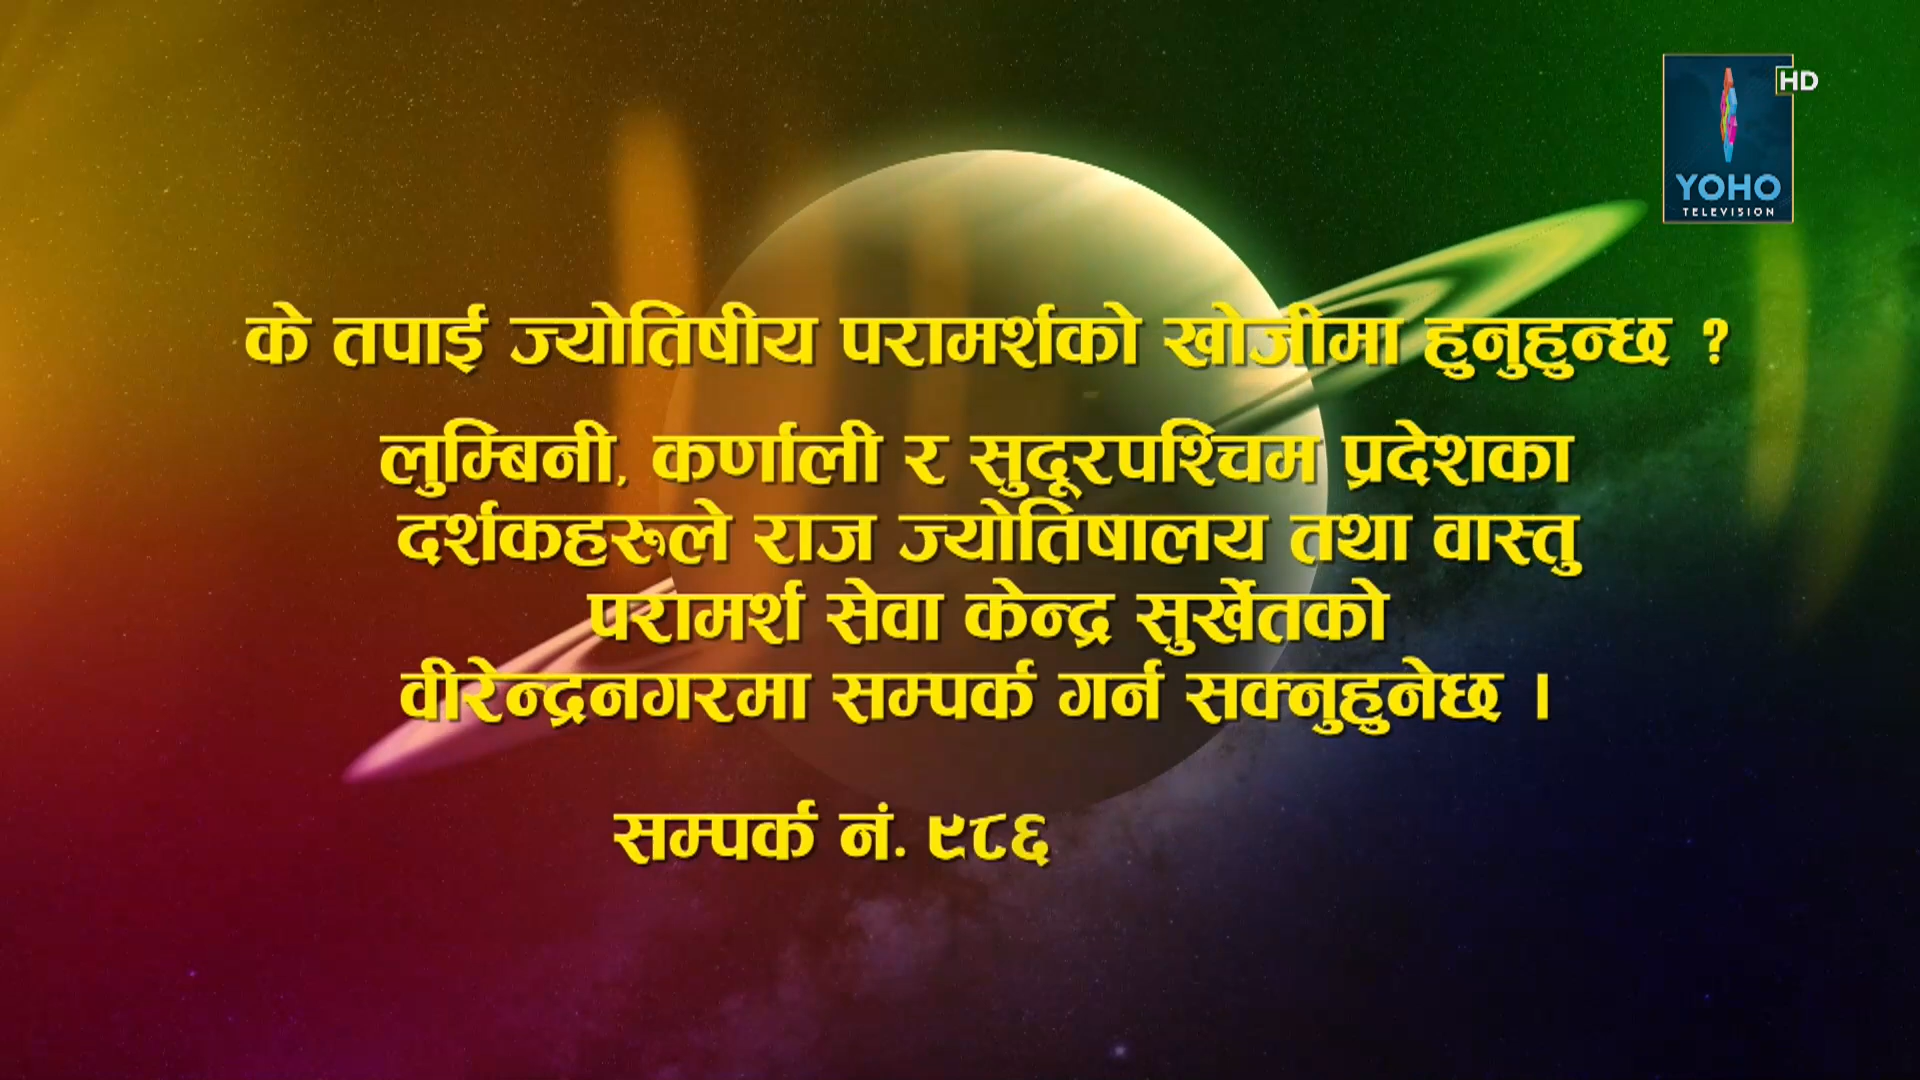 HD
YOHO
TELEVISION
के तपाई ज्योतिषीय परामर्शको खोजीमा हुनुहुन्छ ?
लुम्बिनी, कर्णाली र सुदूरपश्चिम प्रदेशका
दर्शकहरुले राज ज्योतिषालय तथा वास्तु
परामर्श सेवा केन्द्र सुर्खेतको
वीरेन्द्रनगरमा सम्पर्क गर्न सक्नुहुनेछ ।
सम्पर्क नं. ९८६